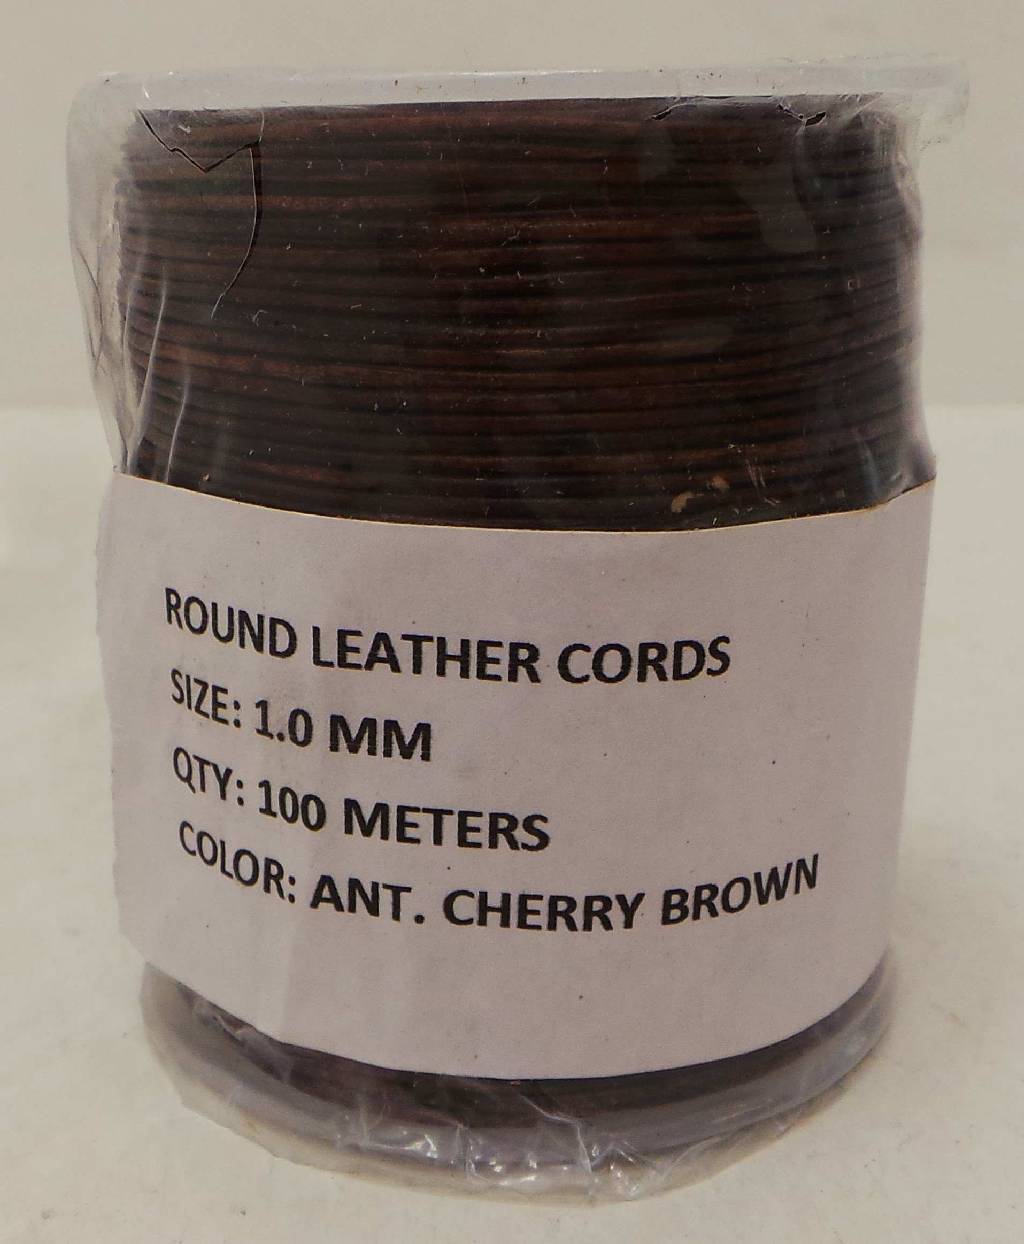 ROUND LEATHER CORDS
SIZE: 1.0 MM
QTY: 100 METERS
COLOR: ANT. CHERRY BROWN